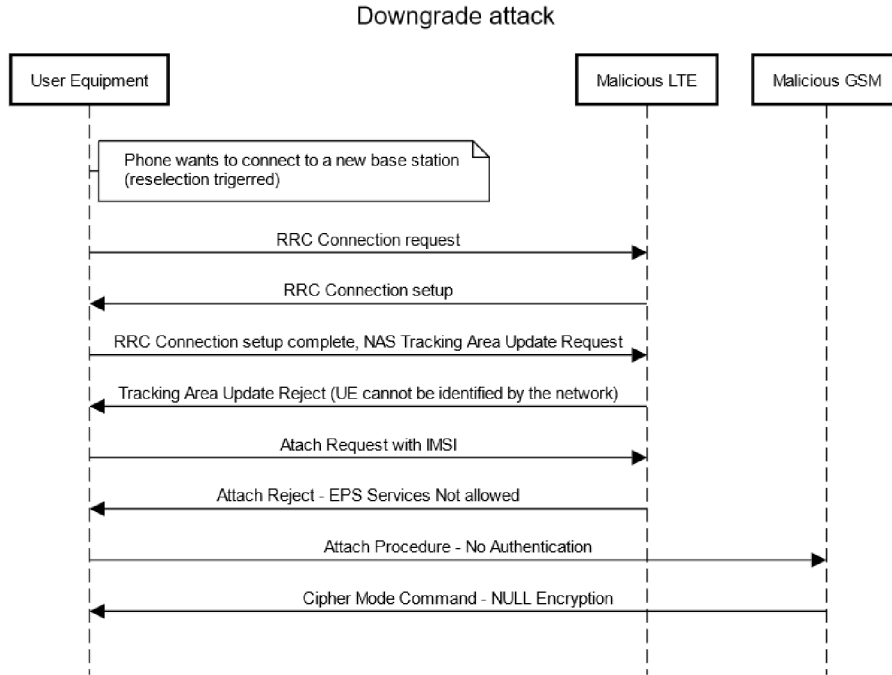 Downgrade attack
User Equipment
Malicious LTE
Malicious GSM
Phone wants to connect to a new base station
(reselection trigerred)
RRC Connection request
RRC Connection setup
RRC Connection setup complete, NAS Tracking Area Update Request
Tracking Area Update Reject (UE cannot be identified by the network)
Atach Request with IMSI
Attach Reject - EPS Services Not allowed
Attach Procedure - No Authentication
Cipher Mode Command - NULL Encryption